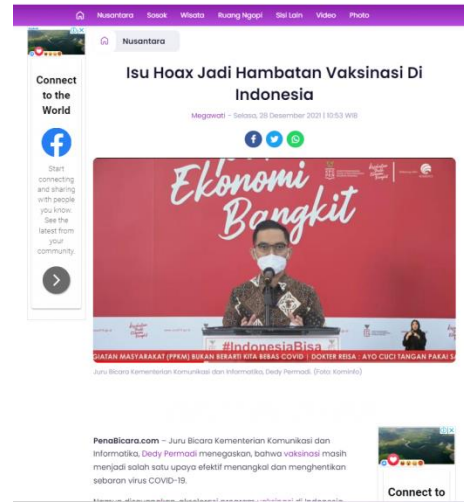 Nusantara Sosok Wisata Ruang Ngopi Sisi Lain Video Photo
Nusantara
Connect
to the
World
Start
connecting
and sharing
with people
you know.
See the
latest from
your
community.
Isu Hoax Jadi Hambatan Vaksinasi Di
Indonesia
Megawati - Selasa, 28 Desember 2021 | 10:53 WIB
Ekonomi
Bangkit
#IndonesiaBisa
GIATAN MASYARAKAT (PPKM) BUKAN BERARTI KITA BEBAS COVID | DOKTER REISA : AYO CUCI TANGAN PAKAI SA
Juru Bicara Kementerian Komunikasi dan Informatika, Dedy Permadi. (Foto: Kominfo)
PenaBicara.com – Juru Bicara Kementerian Komunikasi dan
Informatika, Dedy Permadi menegaskan, bahwa vaksinasi masih
menjadi salah satu upaya efektif menangkal dan menghentikan
sebaran virus COVID-19.
Connect to